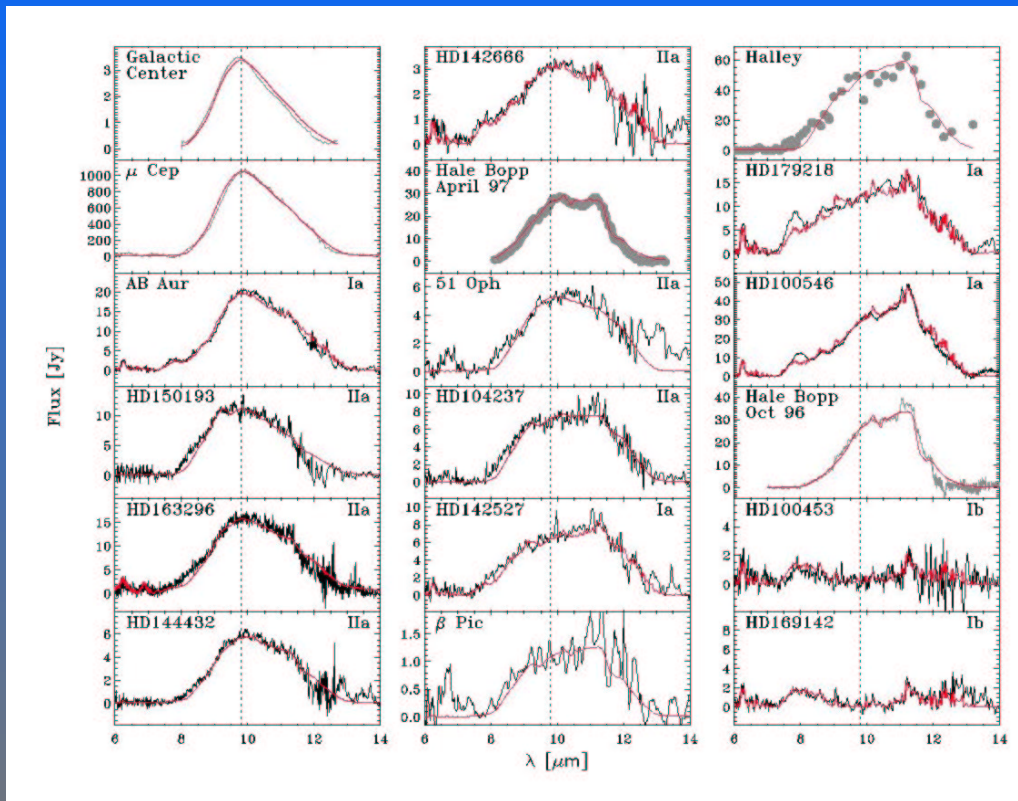 Galactic
Center
3
2
1
0
μ Cep
1000
800
600
400
200
0
AB Aur
Ia
20
10
0
HD150193
IIa
10
5
0
HD163296
IIa
15
10
5
0
HD144432
IIa
6
4
2
0
6 8 10 12 14
HD142666
IIa
3
2
1
0
Hale Bopp
April 97
40
30
20
10
0
51 Oph
IIa
6
4
2
0
HD104237
IIa
10
8
6
4
2
0
HD142527
Ia
10
8
6
4
2
0
β Pic
1.5
1.0
0.5
0.0
6 8 10 12 14
Halley
60
40
20
0
HD179218
Ia
20
15
10
5
0
HD100546
Ia
50
40
30
20
10
0
Hale Bopp
Oct 96
40
30
20
10
0
HD100453
Ib
4
2
0
HD169142
Ib
8
6
4
2
0
6 8 10 12 14
Flux [Jy]
λ [μm]